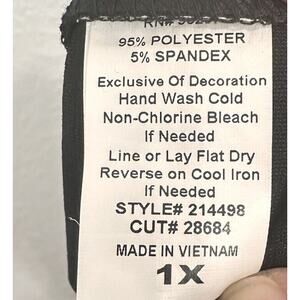 95% POLYESTER
5% SPANDEX
Exclusive Of Decoration
Hand Wash Cold
Non-Chlorine Bleach
If Needed
Line or Lay Flat Dry
Reverse on Cool Iron
If Needed
STYLE# 214498
CUT# 28684
MADE IN VIETNAM
1X